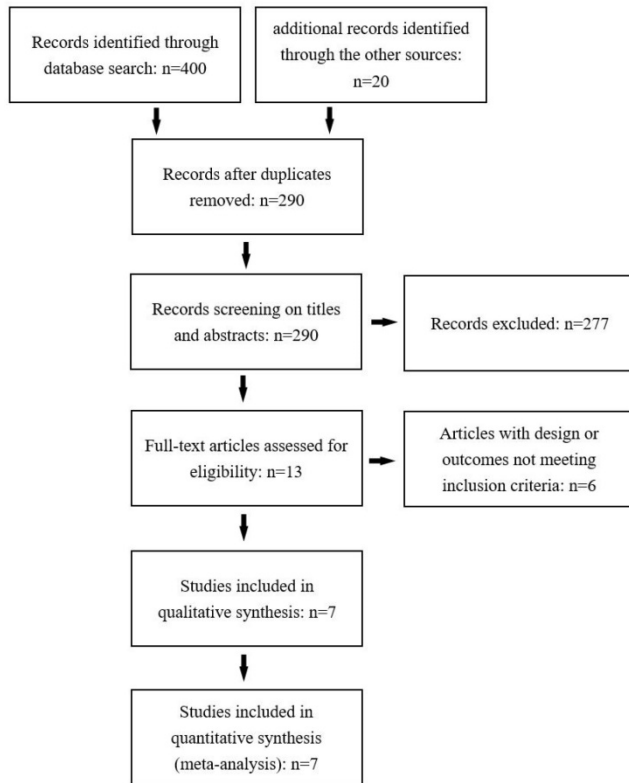 Records identified through
database search: n=400
additional records identified
through the other sources:
n=20
Records after duplicates
removed: n=290
Records screening on titles
and abstracts: n=290
Records excluded: n=277
Full-text articles assessed for
eligibility: n=13
Articles with design or
outcomes not meeting
inclusion criteria: n=6
Studies included in
qualitative synthesis: n=7
Studies included in
quantitative synthesis
(meta-analysis): n=7